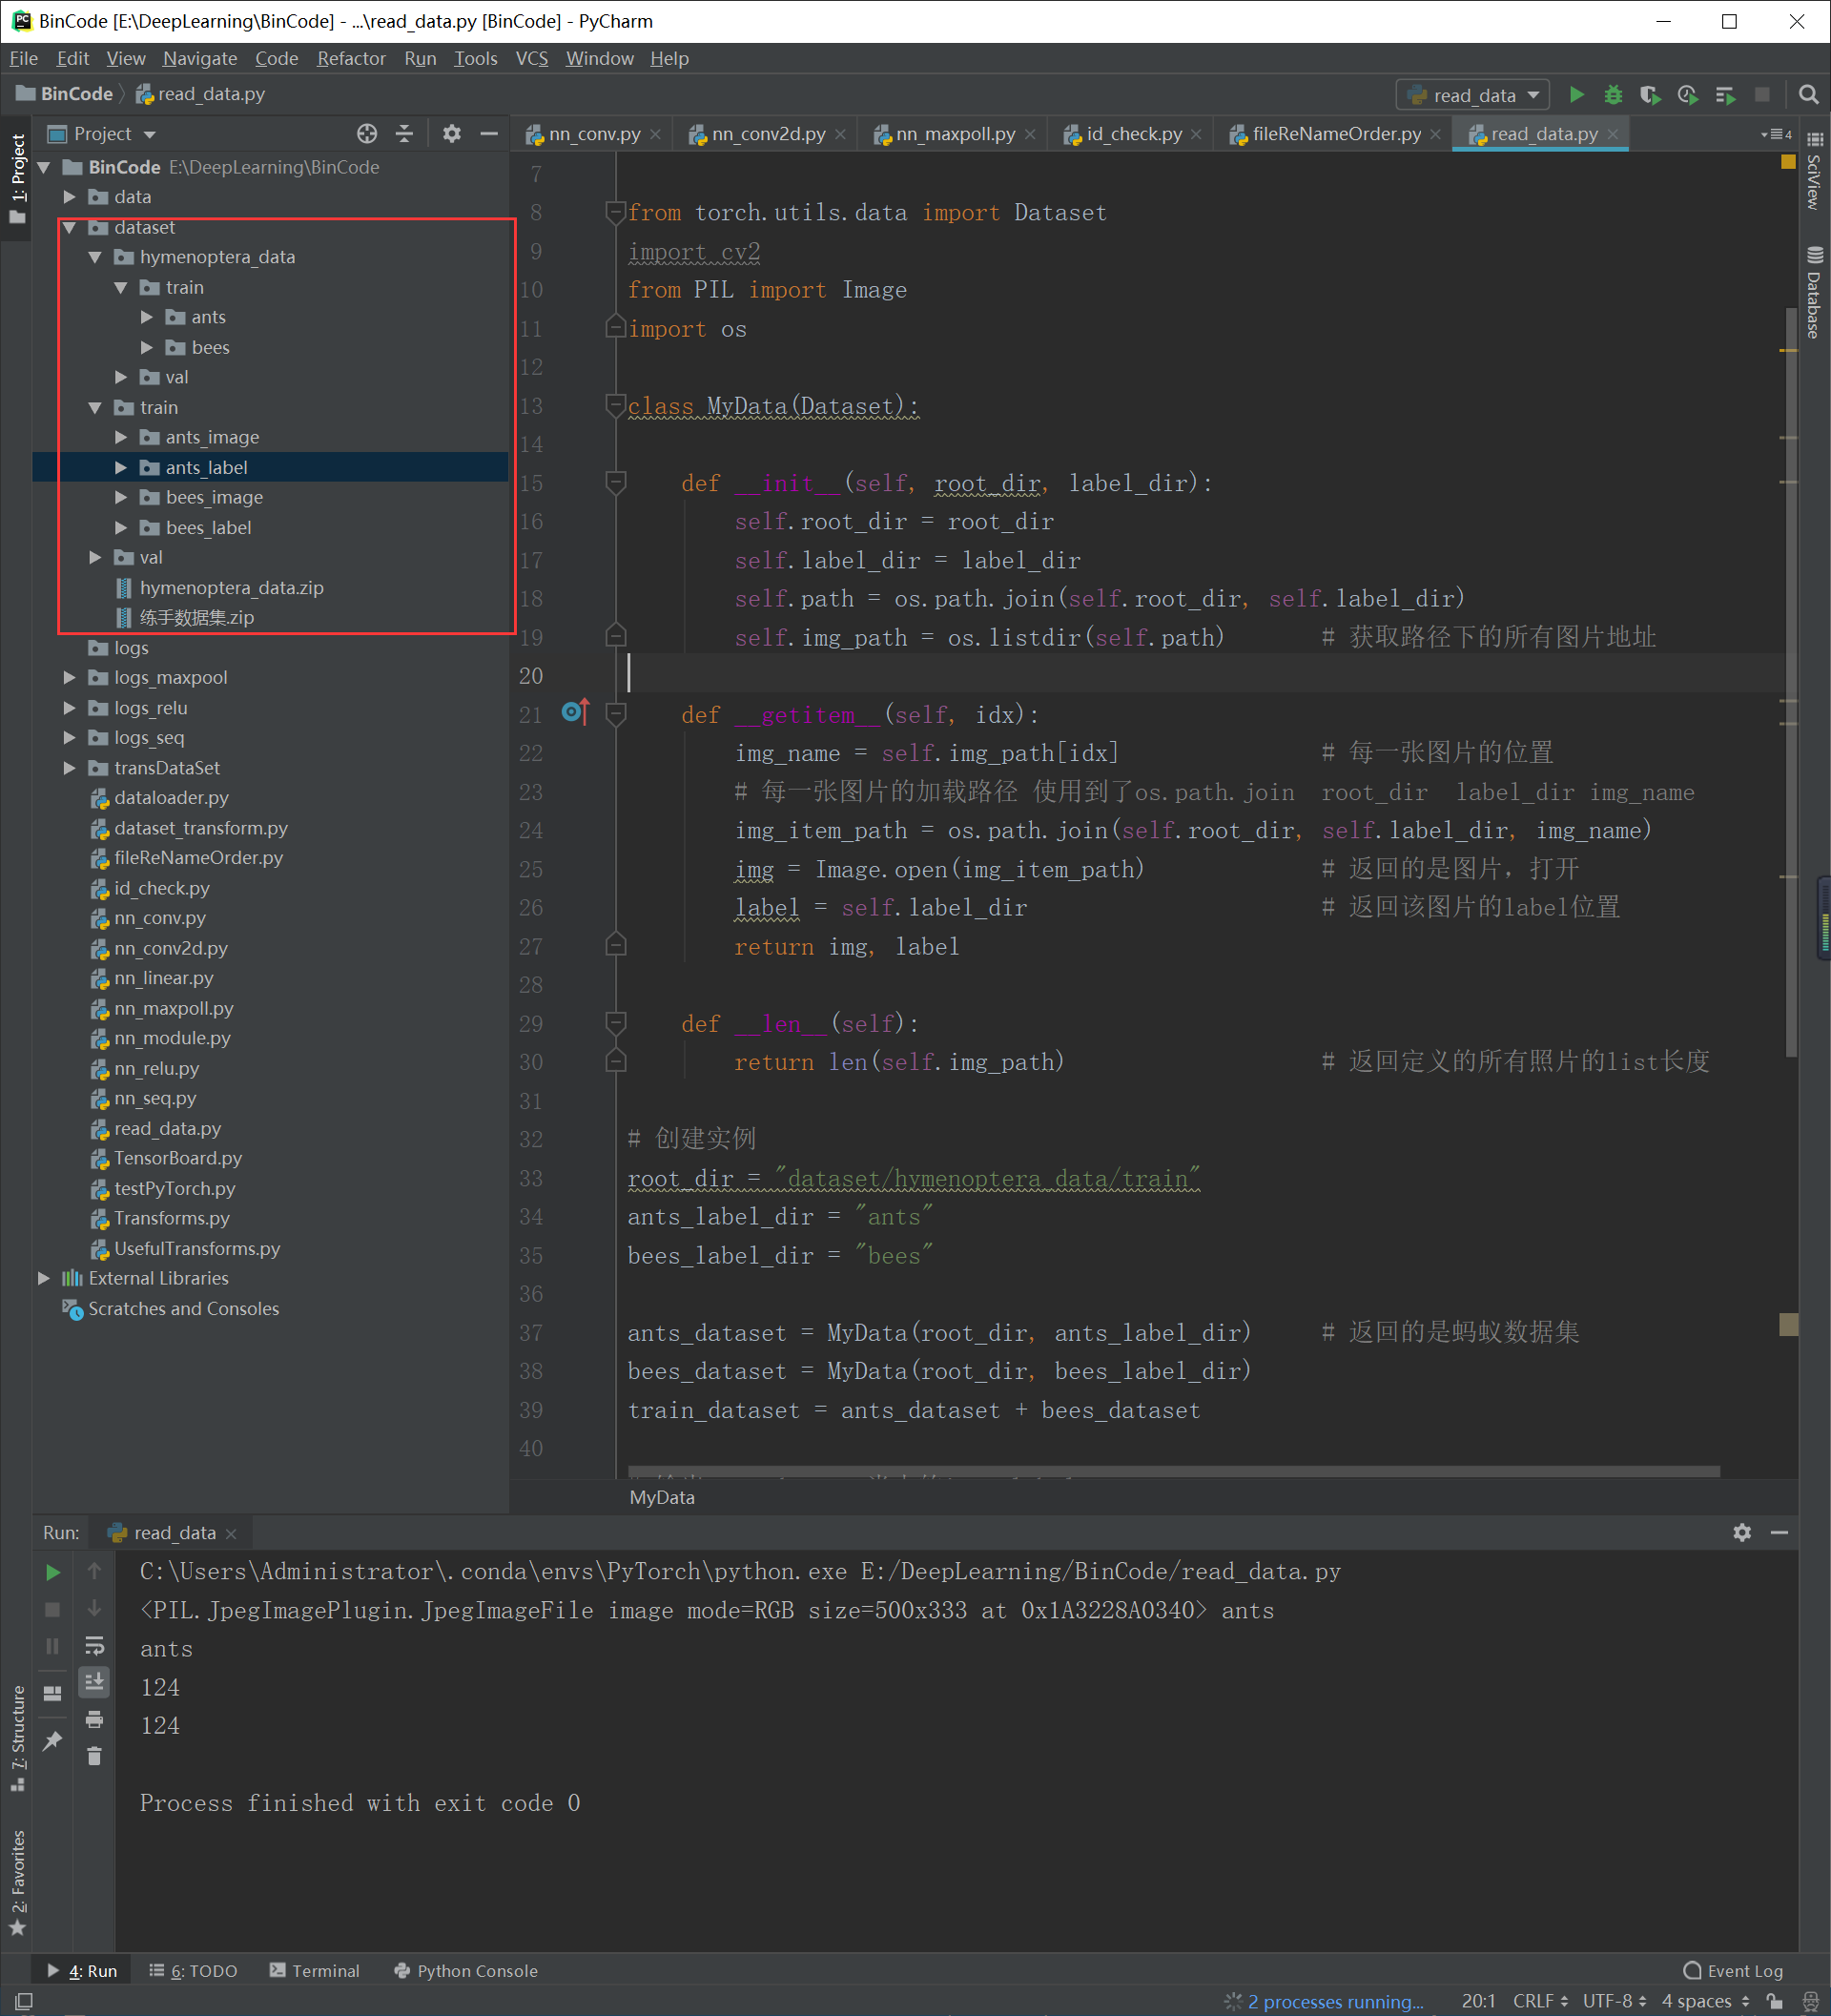 BinCode [E:\DeepLearning\BinCode] - ...\read_data.py [BinCode] - PyCharm
File Edit View Navigate Code Refactor Run Tools VCS Window Help
BinCode read_data.py
read_data
Project
nn_conv.py nn_conv2d.py nn_maxpoll.py id_check.py fileReNameOrder.py read_data.py 4
1: Project
7: Structure
2: Favorites
SciView
Database
BinCode E:\DeepLearning\BinCode
data
dataset
hymenoptera_data
train
ants
bees
val
train
ants_image
ants_label
bees_image
bees_label
val
hymenoptera_data.zip
练手数据集.zip
logs
logs_maxpool
logs_relu
logs_seq
transDataSet
dataloader.py
dataset_transform.py
fileReNameOrder.py
id_check.py
nn_conv.py
nn_conv2d.py
nn_linear.py
nn_maxpoll.py
nn_module.py
nn_relu.py
nn_seq.py
read_data.py
TensorBoard.py
testPyTorch.py
Transforms.py
UsefulTransforms.py
External Libraries
Scratches and Consoles
7
8 from torch.utils.data import Dataset
9 import cv2
10 from PIL import Image
11 import os
12
13 class MyData(Dataset):
14
15 def __init__(self, root_dir, label_dir):
16 self.root_dir = root_dir
17 self.label_dir = label_dir
18 self.path = os.path.join(self.root_dir, self.label_dir)
19 self.img_path = os.listdir(self.path) # 获取路径下的所有图片地址
20
21 def __getitem__(self, idx):
22 img_name = self.img_path[idx] # 每一张图片的位置
23 # 每一张图片的加载路径 使用到了os.path.join root_dir label_dir img_name
24 img_item_path = os.path.join(self.root_dir, self.label_dir, img_name)
25 img = Image.open(img_item_path) # 返回的是图片，打开
26 label = self.label_dir # 返回该图片的label位置
27 return img, label
28
29 def __len__(self):
30 return len(self.img_path) # 返回定义的所有照片的list长度
31
32 # 创建实例
33 root_dir = "dataset/hymenoptera_data/train"
34 ants_label_dir = "ants"
35 bees_label_dir = "bees"
36
37 ants_dataset = MyData(root_dir, ants_label_dir) # 返回的是蚂蚁数据集
38 bees_dataset = MyData(root_dir, bees_label_dir)
39 train_dataset = ants_dataset + bees_dataset
40
MyData
Run: read_data
C:\Users\Administrator\.conda\envs\PyTorch\python.exe E:/DeepLearning/BinCode/read_data.py
<PIL.JpegImagePlugin.JpegImageFile image mode=RGB size=500x333 at 0x1A3228A0340> ants
ants
124
124
Process finished with exit code 0
4: Run 6: TODO Terminal Python Console Event Log
2 processes running... 20:1 CRLF UTF-8 4 spaces